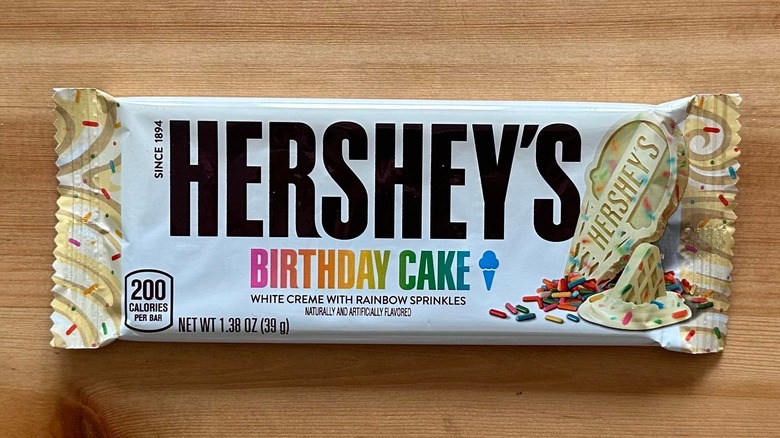 SINCE 1894
HERSHEY'S
BIRTHDAY CAKE
WHITE CREME WITH RAINBOW SPRINKLES
NATURALLY AND ARTIFICIALLY FLAVORED
200
CALORIES
PER BAR
NET WT 1.38 OZ (39 g)
HERSHEY'S